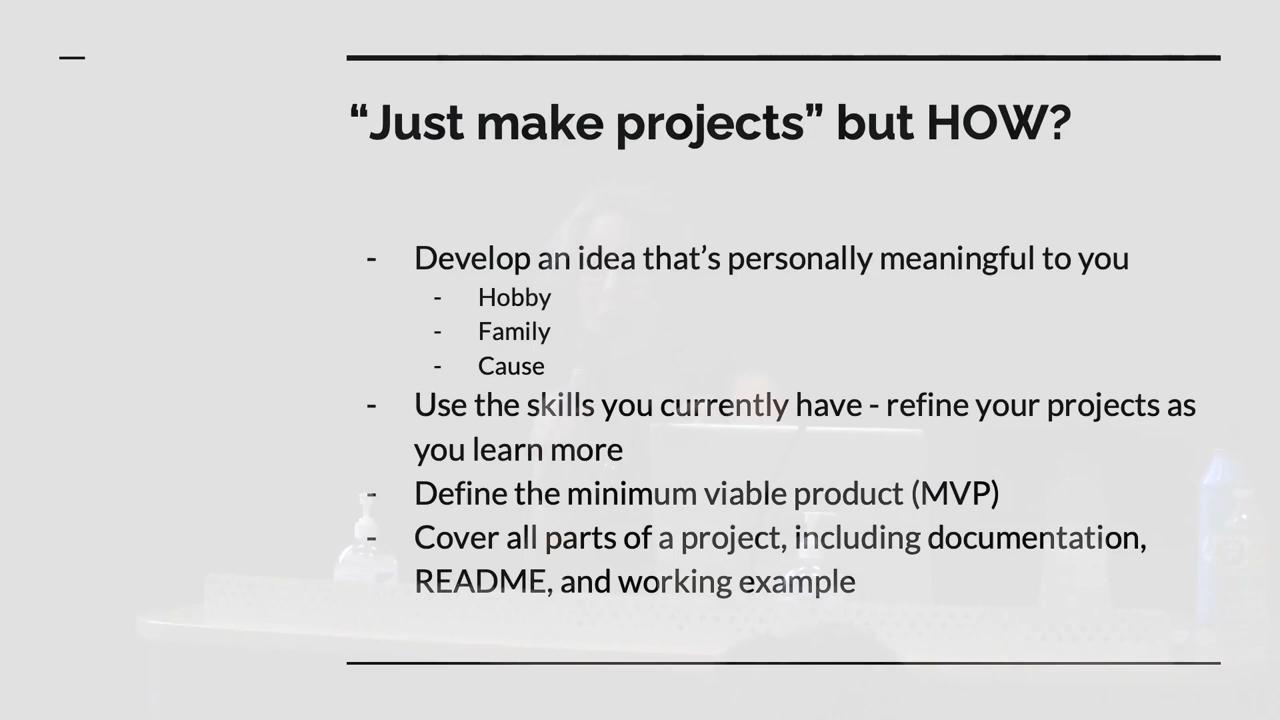 “Just make projects” but HOW?
- Develop an idea that’s personally meaningful to you
- Hobby
- Family
- Cause
- Use the skills you currently have - refine your projects as
you learn more
- Define the minimum viable product (MVP)
- Cover all parts of a project, including documentation,
README, and working example